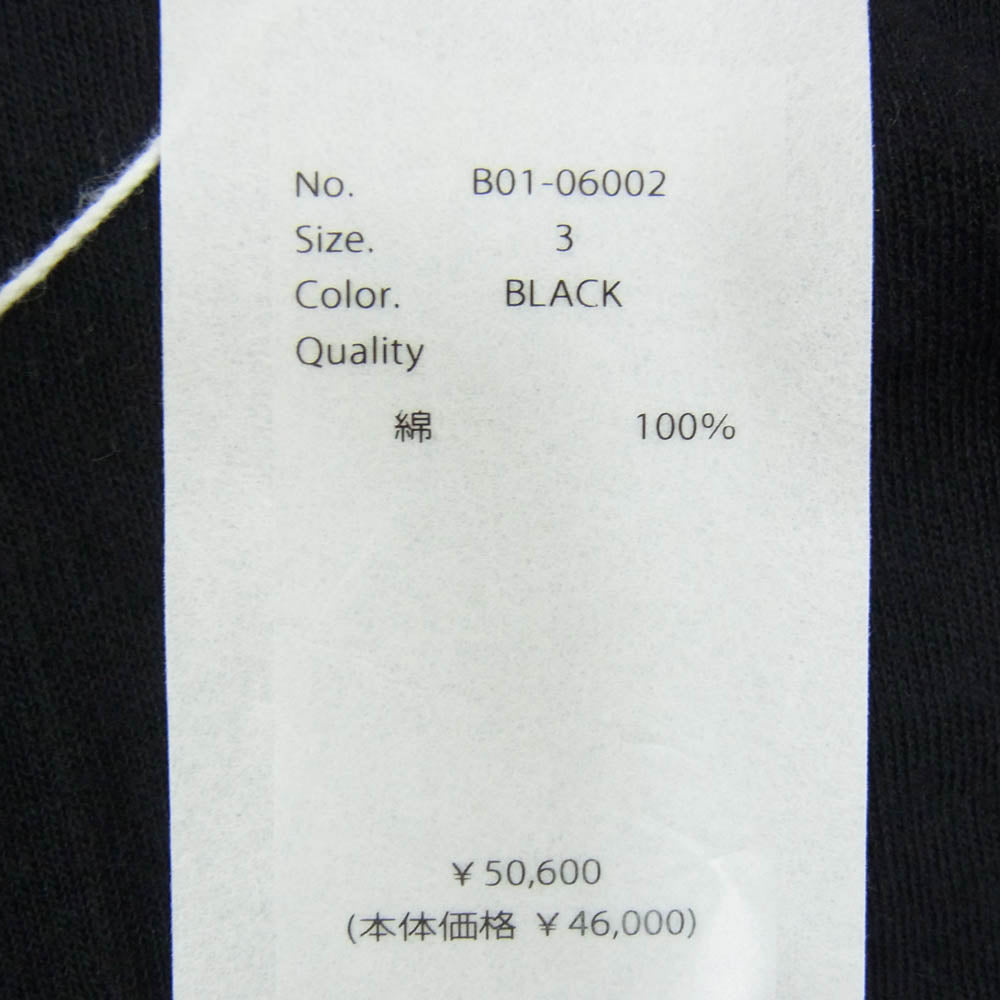 No. B01-06002
Size. 3
Color. BLACK
Quality
綿 100%
¥ 50,600
(本体価格 ¥ 46,000)